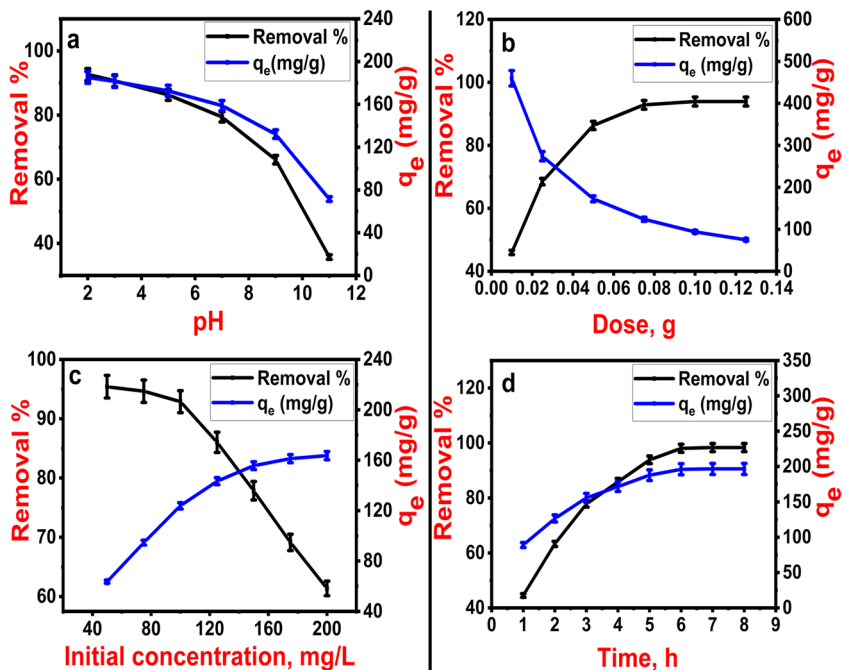 a
Removal %
qe(mg/g)
100
80
60
40
240
200
160
120
80
40
0
2 4 6 8 10 12
Removal %
qe (mg/g)
pH
b
Removal %
qe(mg/g)
120
100
80
60
40
600
500
400
300
200
100
0
0.00 0.02 0.04 0.06 0.08 0.10 0.12 0.14
Removal %
qe (mg/g)
Dose, g
c
Removal %
qe (mg/g)
100
90
80
70
60
240
200
160
120
80
40
40 80 120 160 200
Removal %
qe (mg/g)
Initial concentration, mg/L
d
Removal %
qe (mg/g)
120
100
80
60
40
350
300
250
200
150
100
50
0
0 1 2 3 4 5 6 7 8 9
Removal %
qe (mg/g)
Time, h